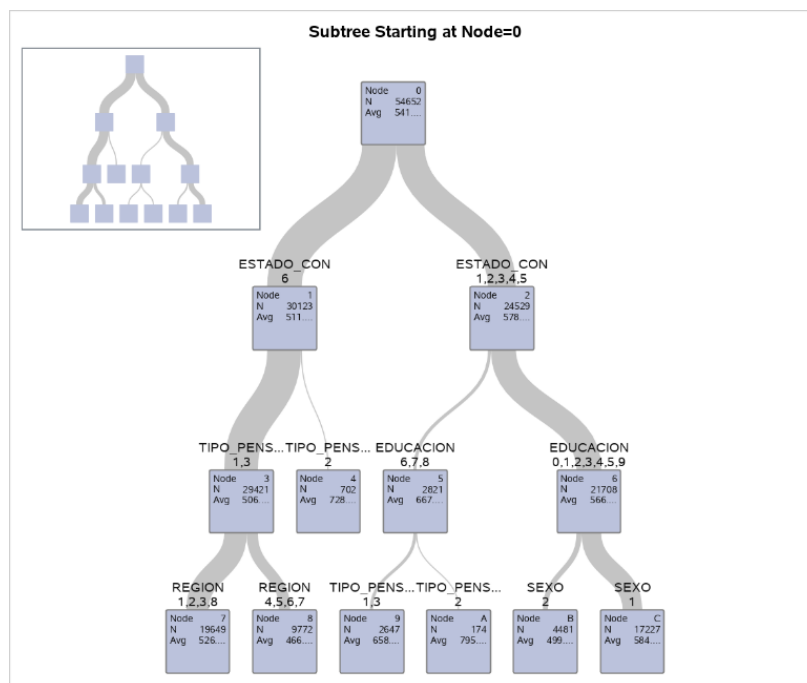 Subtree Starting at Node=0
Node 0
N 54652
Avg 541....
ESTADO_CON
6
ESTADO_CON
1,2,3,4,5
Node 1
N 30123
Avg 511....
Node 2
N 24529
Avg 578....
TIPO_PENS...
1,3
TIPO_PENS...
2
EDUCACION
6,7,8
EDUCACION
0,1,2,3,4,5,9
Node 3
N 29421
Avg 506....
Node 4
N 702
Avg 728....
Node 5
N 2821
Avg 667....
Node 6
N 21708
Avg 566....
REGION
1,2,3,8
REGION
4,5,6,7
TIPO_PENS...
1,3
TIPO_PENS...
2
SEXO
2
SEXO
1
Node 7
N 19649
Avg 526....
Node 8
N 9772
Avg 466....
Node 9
N 2647
Avg 658....
Node A
N 174
Avg 795....
Node B
N 4481
Avg 499....
Node C
N 17227
Avg 584....